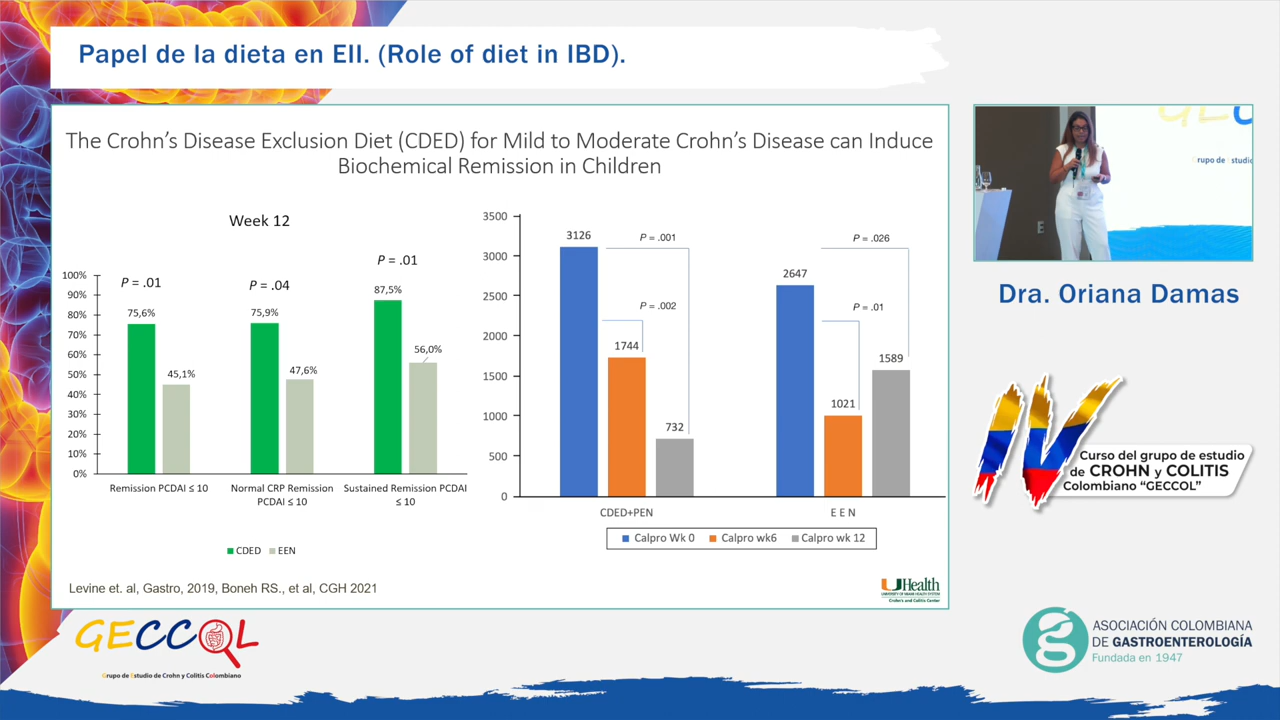 Papel de la dieta en EII. (Role of diet in IBD).
The Crohn's Disease Exclusion Diet (CDED) for Mild to Moderate Crohn's Disease can Induce
Biochemical Remission in Children
Week 12
100%
90%
80%
70%
60%
50%
40%
30%
20%
10%
0%
P = .01
P = .04
P = .01
75,6%
45,1%
75,9%
47,6%
87,5%
56,0%
Remission PCDAI ≤ 10
Normal CRP Remission
PCDAI ≤ 10
Sustained Remission PCDAI
≤ 10
CDED EEN
3500
3000
2500
2000
1500
1000
500
0
3126
P = .001
P = .002
1744
732
2647
P = .026
P = .01
1021
1589
CDED+PEN
E E N
Calpro Wk 0 Calpro wk6 Calpro wk 12
Levine et. al, Gastro, 2019, Boneh RS., et al, CGH 2021
UHealth
UNIVERSITY OF MIAMI HEALTH SYSTEM
Crohn's and Colitis Center
rupo de Estudio
Dra. Oriana Damas
IV
Curso del grupo de estudio
de CROHN y COLITIS
Colombiano "GECCOL"
GECCOL
Grupo de Estudio de Crohn y Colitis Colombiano
ASOCIACIÓN COLOMBIANA
DE GASTROENTEROLOGÍA
Fundada en 1947